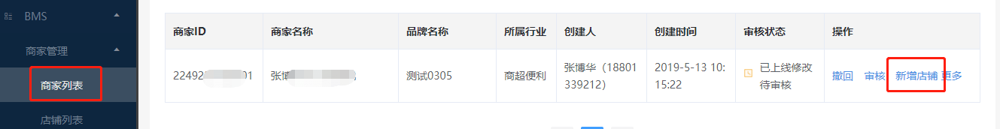 BMS
商家管理
商家列表
店铺列表
商家ID 商家名称 品牌名称 所属行业 创建人 创建时间 审核状态 操作
22492 01 张博 测试0305 商超便利 张博华（18801 2019-5-13 10: 已上线修改 撤回 审核 新增店铺 更多
339212） 15:22 待审核